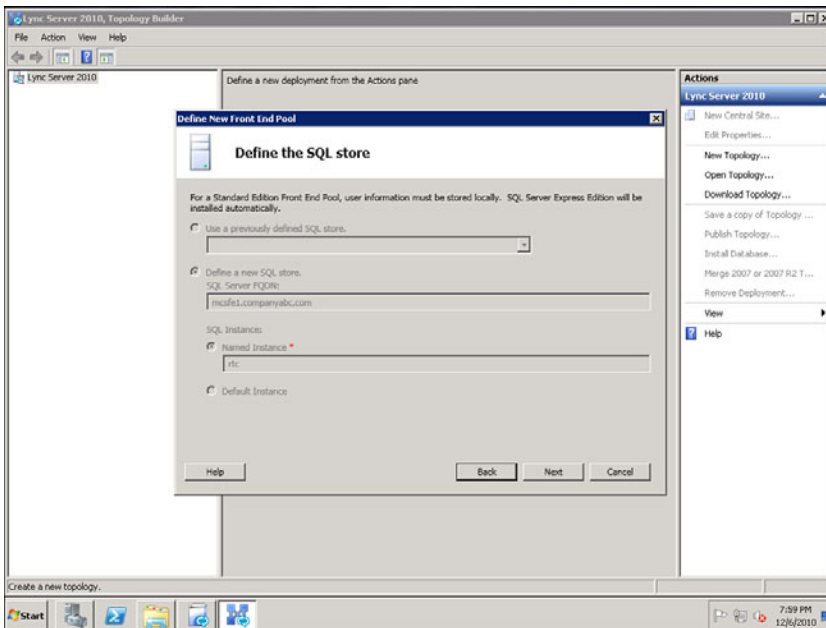 Lync Server 2010, Topology Builder
File Action View Help
Lync Server 2010
Define a new deployment from the Actions pane
Define New Front End Pool
Define the SQL store
For a Standard Edition Front End Pool, user information must be stored locally. SQL Server Express Edition will be
installed automatically.
Use a previously defined SQL store.
Define a new SQL store.
SQL Server FQDN:
mcsfe1.companyabc.com
SQL Instance:
Named Instance *
rtc
Default Instance
Help Back Next Cancel
Actions
Lync Server 2010
New Central Site...
Edit Properties...
New Topology...
Open Topology...
Download Topology...
Save a copy of Topology ...
Publish Topology...
Install Database...
Merge 2007 or 2007 R2 T...
Remove Deployment...
View
Help
Create a new topology.
Start
7:59 PM
12/6/2010